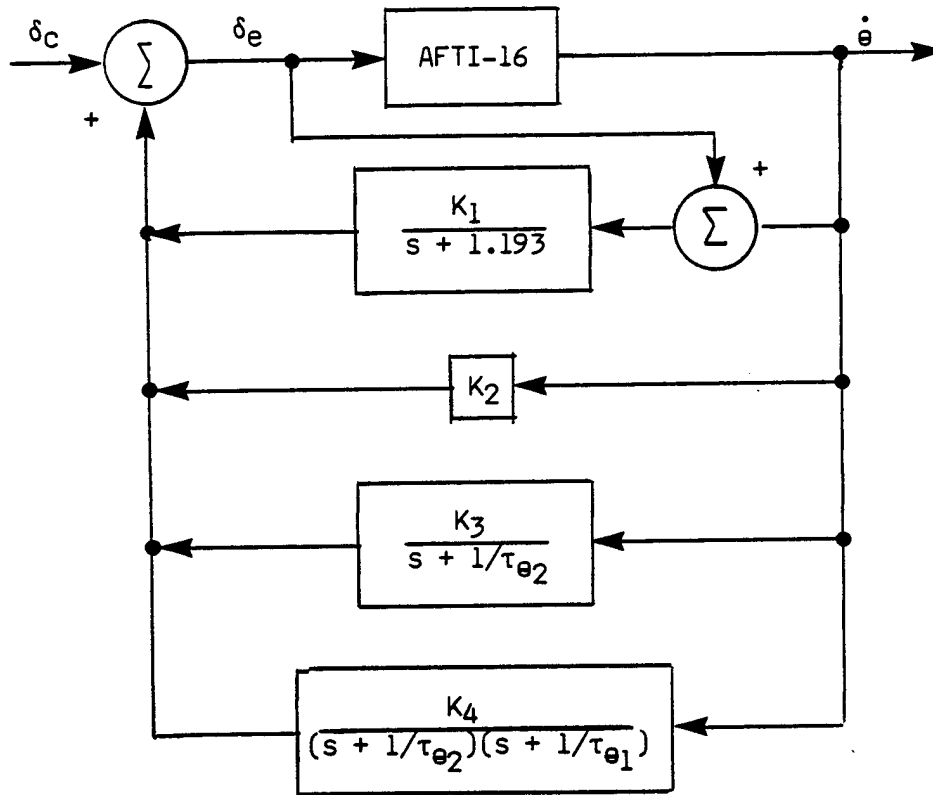 δc
Σ
δe
AFTI-16
θ̇
+
+
K1
s + 1.193
Σ
K2
K3
s + 1/τθ2
K4
(s + 1/τθ2)(s + 1/τθ1)